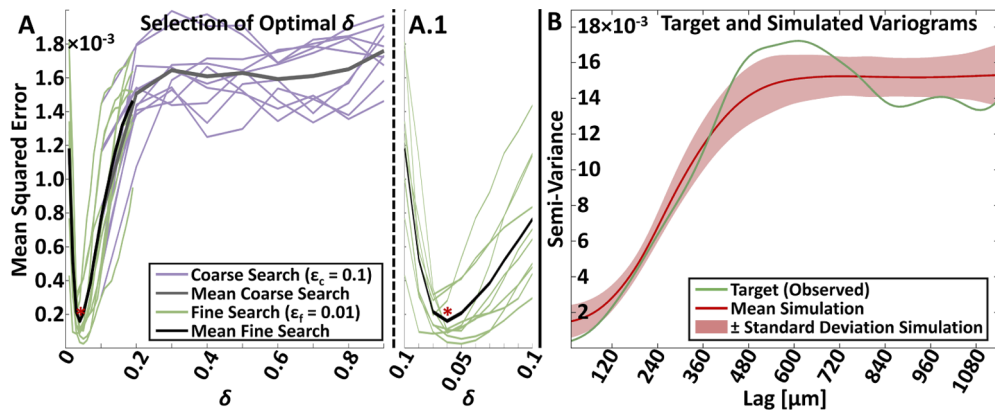 A
Selection of Optimal δ
×10⁻³
1.8
1.6
1.4
1.2
1.0
0.8
0.6
0.4
0.2
Mean Squared Error
*
Coarse Search (ε_c = 0.1)
Mean Coarse Search
Fine Search (ε_f = 0.01)
Mean Fine Search
0
0.2
0.4
0.6
0.8
δ
A.1
*
0.1
0.05
0.1
δ
B
Target and Simulated Variograms
18×10⁻³
16
14
12
10
8
6
4
2
Semi-Variance
Target (Observed)
Mean Simulation
± Standard Deviation Simulation
120
240
360
480
600
720
840
960
1080
Lag [µm]